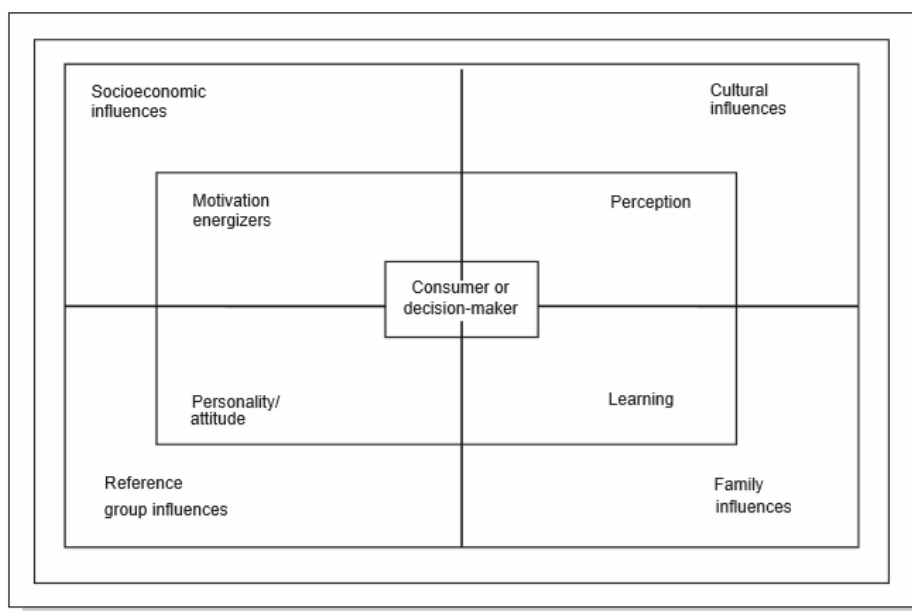 Socioeconomic
influences
Cultural
influences
Motivation
energizers
Perception
Consumer or
decision-maker
Personality/
attitude
Learning
Reference
group influences
Family
influences